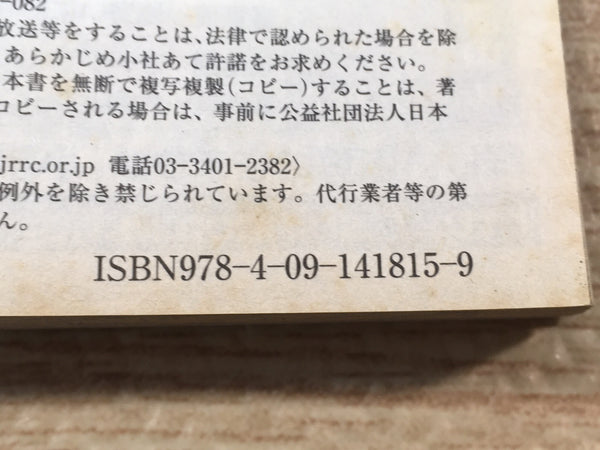 -082
放送等をすることは、法律で認められた場合を除
あらかじめ小社あて許諾をお求めください。
本書を無断で複写複製(コピー)することは、著
コピーされる場合は、事前に公益社団法人日本
jrrc.or.jp 電話03-3401-2382〉
例外を除き禁じられています。代行業者等の第
ん。
ISBN978-4-09-141815-9